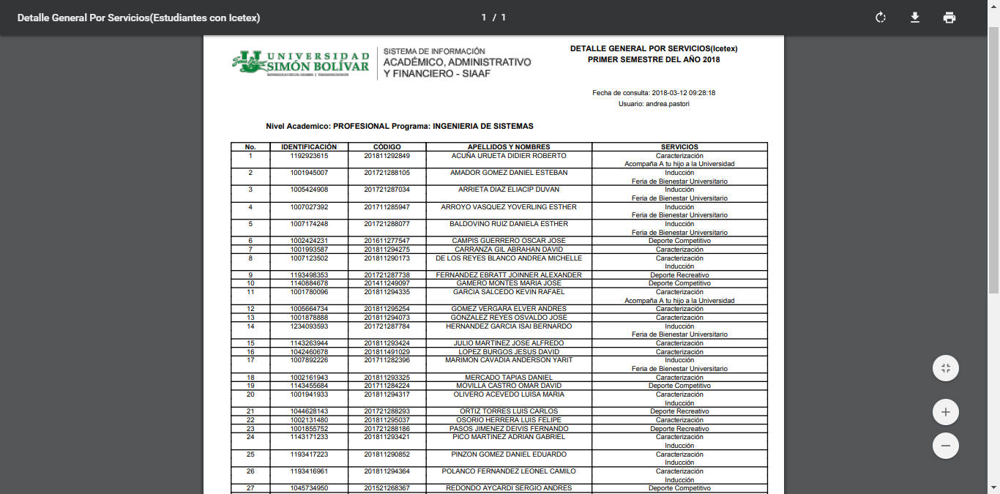 Detalle General Por Servicios(Estudiantes con Icetex)
1 / 1
UNIVERSIDAD
SIMÓN BOLÍVAR
SISTEMA DE INFORMACIÓN
ACADÉMICO, ADMINISTRATIVO
Y FINANCIERO - SIAAF
DETALLE GENERAL POR SERVICIOS(Icetex)
PRIMER SEMESTRE DEL AÑO 2018
Fecha de consulta: 2018-03-12 09:28:18
Usuario: andrea.pastori
Nivel Academico: PROFESIONAL Programa: INGENIERIA DE SISTEMAS
No. IDENTIFICACIÓN CÓDIGO APELLIDOS Y NOMBRES SERVICIOS
1 1192923615 201811292849 ACUÑA URUETA DIDIER ROBERTO Caracterización
Acompaña A tu hijo a la Universidad
2 1001945007 201721288105 AMADOR GOMEZ DANIEL ESTEBAN Inducción
Feria de Bienestar Universitario
3 1005424908 201721287034 ARRIETA DIAZ ELIACIP DUVAN Inducción
Feria de Bienestar Universitario
4 1007027392 201711285947 ARROYO VASQUEZ YOVERLING ESTHER Inducción
Feria de Bienestar Universitario
5 1007174248 201721288077 BALDOVINO RUIZ DANIELA ESTHER Inducción
Feria de Bienestar Universitario
6 1002424231 201611277547 CAMPIS GUERRERO OSCAR JOSE Deporte Competitivo
7 1001993587 201811294275 CARRANZA GIL ABRAHAN DAVID Caracterización
8 1007123502 201811290173 DE LOS REYES BLANCO ANDREA MICHELLE Caracterización
Inducción
9 1193498353 201721287738 FERNANDEZ EBRATT JOINNER ALEXANDER Deporte Recreativo
10 1140884678 201411249097 GAMERO MONTES MARIA JOSE Deporte Competitivo
11 1001780096 201811294335 GARCIA SALCEDO KEVIN RAFAEL Caracterización
Acompaña A tu hijo a la Universidad
12 1005664734 201811295254 GOMEZ VERGARA ELVER ANDRES Caracterización
13 1001878888 201811294073 GONZALEZ REYES OSVALDO JOSE Caracterización
14 1234093593 201721287784 HERNANDEZ GARCIA ISAI BERNARDO Inducción
Feria de Bienestar Universitario
15 1143263944 201811293424 JULIO MARTINEZ JOSE ALFREDO Caracterización
16 1042460678 201811491029 LOPEZ BURGOS JESUS DAVID Caracterización
17 1007892226 201711282396 MARIMON CAVADIA ANDERSON YARIT Inducción
Feria de Bienestar Universitario
18 1002161943 201811293325 MERCADO TAPIAS DANIEL Caracterización
19 1143455684 201711284224 MOVILLA CASTRO OMAR DAVID Deporte Competitivo
20 1001941933 201811294317 OLIVERO ACEVEDO LUISA MARIA Caracterización
Inducción
21 1044628143 201721288293 ORTIZ TORRES LUIS CARLOS Deporte Recreativo
22 1002131480 201811295037 OSORIO HERRERA LUIS FELIPE Caracterización
23 1001855752 201721288186 PASOS JIMENEZ DEIVIS FERNANDO Deporte Recreativo
24 1143171233 201811293421 PICO MARTINEZ ADRIAN GABRIEL Caracterización
Inducción
25 1193417223 201811290852 PINZON GOMEZ DANIEL EDUARDO Caracterización
Inducción
26 1193416961 201811294364 POLANCO FERNANDEZ LEONEL CAMILO Caracterización
Inducción
27 1045734950 201521268367 REDONDO AYCARDI SERGIO ANDRES Deporte Competitivo